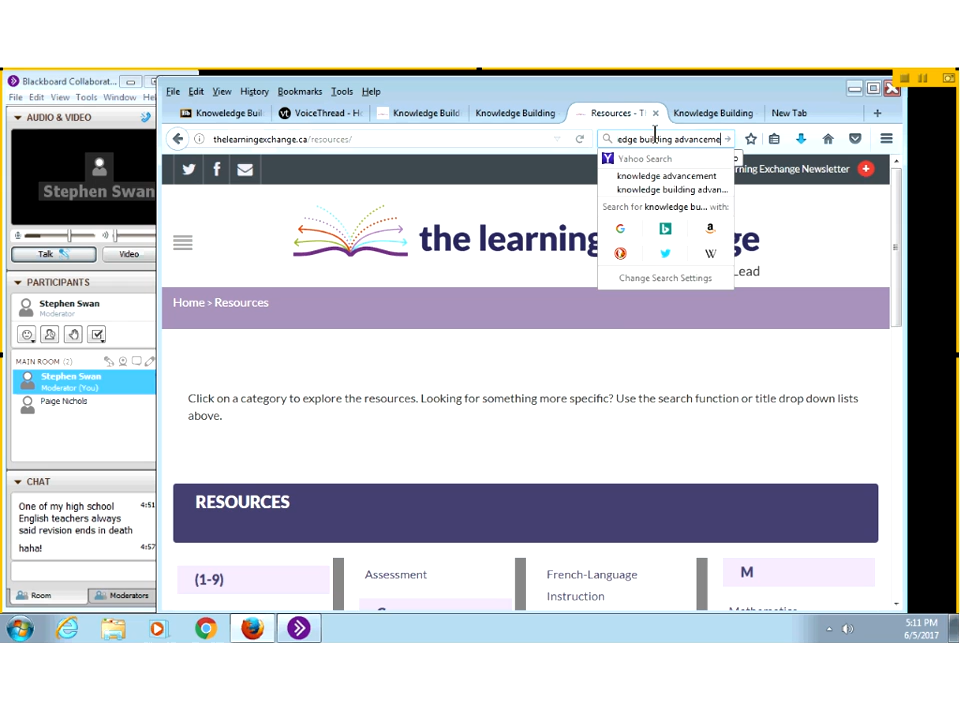 Blackboard Collaborat...
File Edit View Tools Window Hel
AUDIO & VIDEO
Stephen Swan
Talk
Video
PARTICIPANTS
Stephen Swan
Moderator
MAIN ROOM (2)
Stephen Swan
Moderator (You)
Paige Nichols
CHAT
One of my high school 4:51
English teachers always
said revision ends in death
haha! 4:57
Room Moderators
File Edit View History Bookmarks Tools Help
Knoweledge Buil
VoiceThread - H
Knowledge Build
Knowledge Building
Resources - T
Knowledge Building
New Tab
thelearningexchange.ca/resources/
edge building advanceme
Yahoo Search
knowledge advancement
knowledge building advan...
Search for knowledge bu... with:
Change Search Settings
rning Exchange Newsletter
the learning ge
Lead
Home > Resources
Click on a category to explore the resources. Looking for something more specific? Use the search function or title drop down lists
above.
RESOURCES
(1-9)
Assessment
French-Language
Instruction
M
Mathematics
5:11 PM
6/5/2017